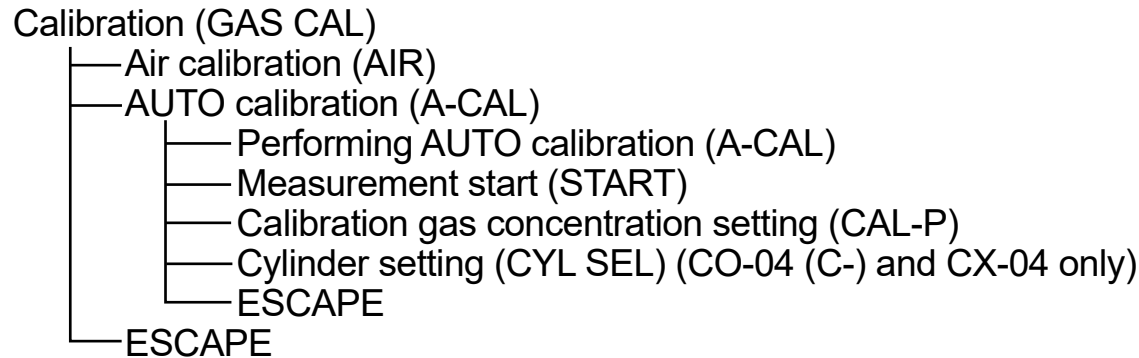 Calibration (GAS CAL)
Air calibration (AIR)
AUTO calibration (A-CAL)
Performing AUTO calibration (A-CAL)
Measurement start (START)
Calibration gas concentration setting (CAL-P)
Cylinder setting (CYL SEL) (CO-04 (C-) and CX-04 only)
ESCAPE
ESCAPE